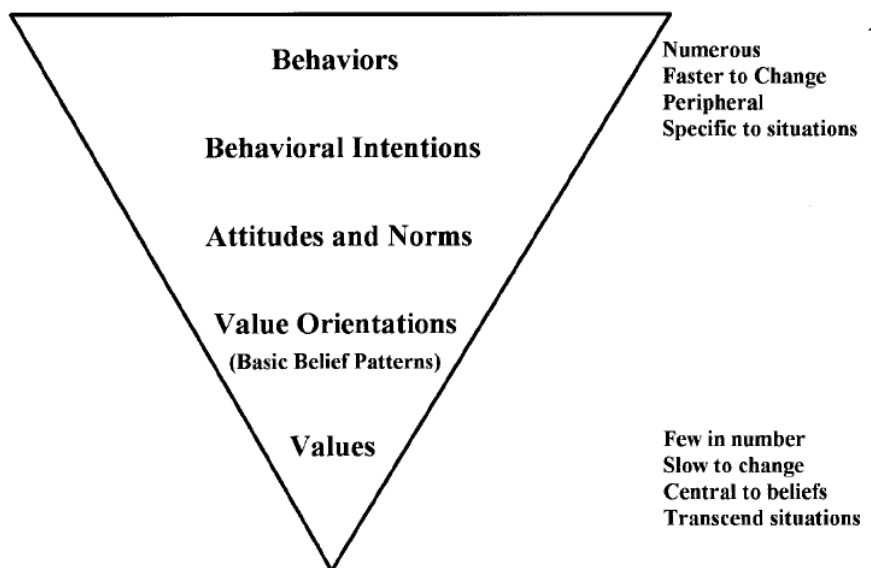 Behaviors
Numerous
Faster to Change
Peripheral
Specific to situations
Behavioral Intentions
Attitudes and Norms
Value Orientations
(Basic Belief Patterns)
Values
Few in number
Slow to change
Central to beliefs
Transcend situations